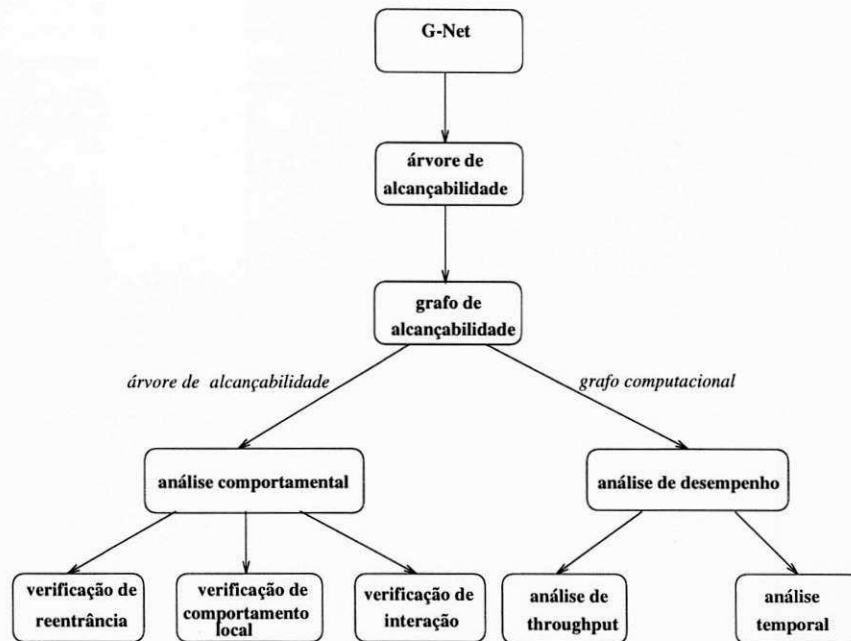 G-Net
árvore de
alcançabilidade
grafo de
alcançabilidade
árvore de alcançabilidade
grafo computacional
análise comportamental
análise de desempenho
verificação de
reentrância
verificação de
comportamento
local
verificação de
interação
análise de
throughput
análise
temporal